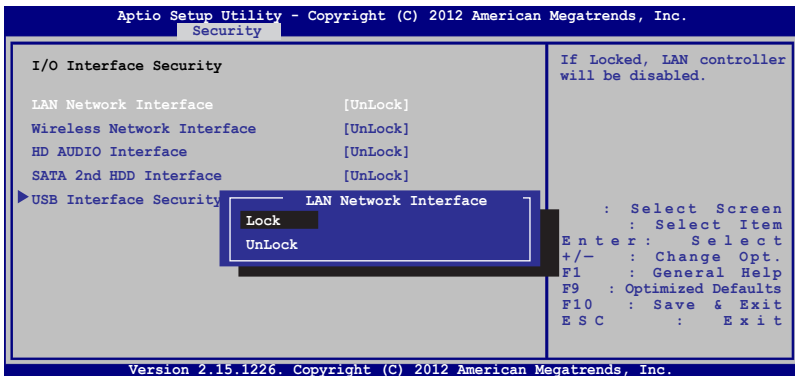 Aptio Setup Utility - Copyright (C) 2012 American Megatrends, Inc.
Security
I/O Interface Security
LAN Network Interface [UnLock]
Wireless Network Interface [UnLock]
HD AUDIO Interface [UnLock]
SATA 2nd HDD Interface [UnLock]
USB Interface Security
LAN Network Interface
Lock
UnLock
If Locked, LAN controller
will be disabled.
: Select Screen
: Select Item
Enter: Select
+/— : Change Opt.
F1 : General Help
F9 : Optimized Defaults
F10 : Save & Exit
ESC : Exit
Version 2.15.1226. Copyright (C) 2012 American Megatrends, Inc.